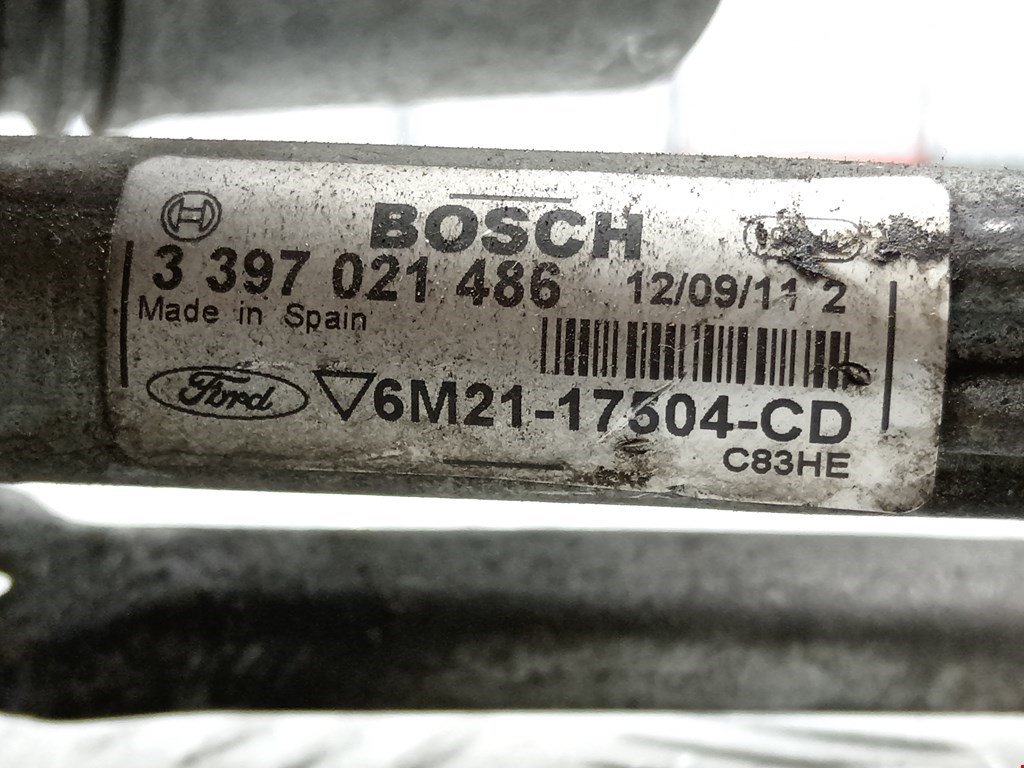 BOSCH
3 397 021 486 12/09/11 2
Made in Spain
Ford 6M21-17504-CD
C83HE